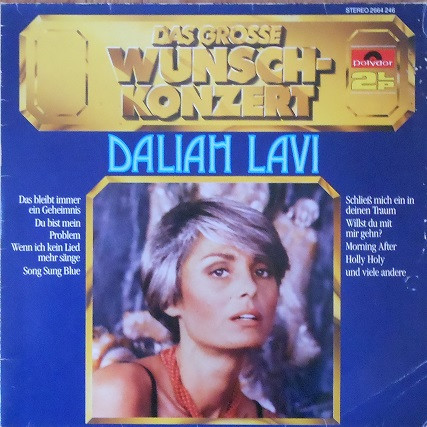 STEREO 2664 246
DAS GROSSE
WUNSCH-
KONZERT
Polydor
2LP
DALIAH LAVI
Das bleibt immer
ein Geheimnis
Du bist mein
Problem
Wenn ich kein Lied
mehr sänge
Song Sung Blue
Schließ mich ein in
deinen Traum
Willst du mit
mir gehn?
Morning After
Holly Holy
und viele andere